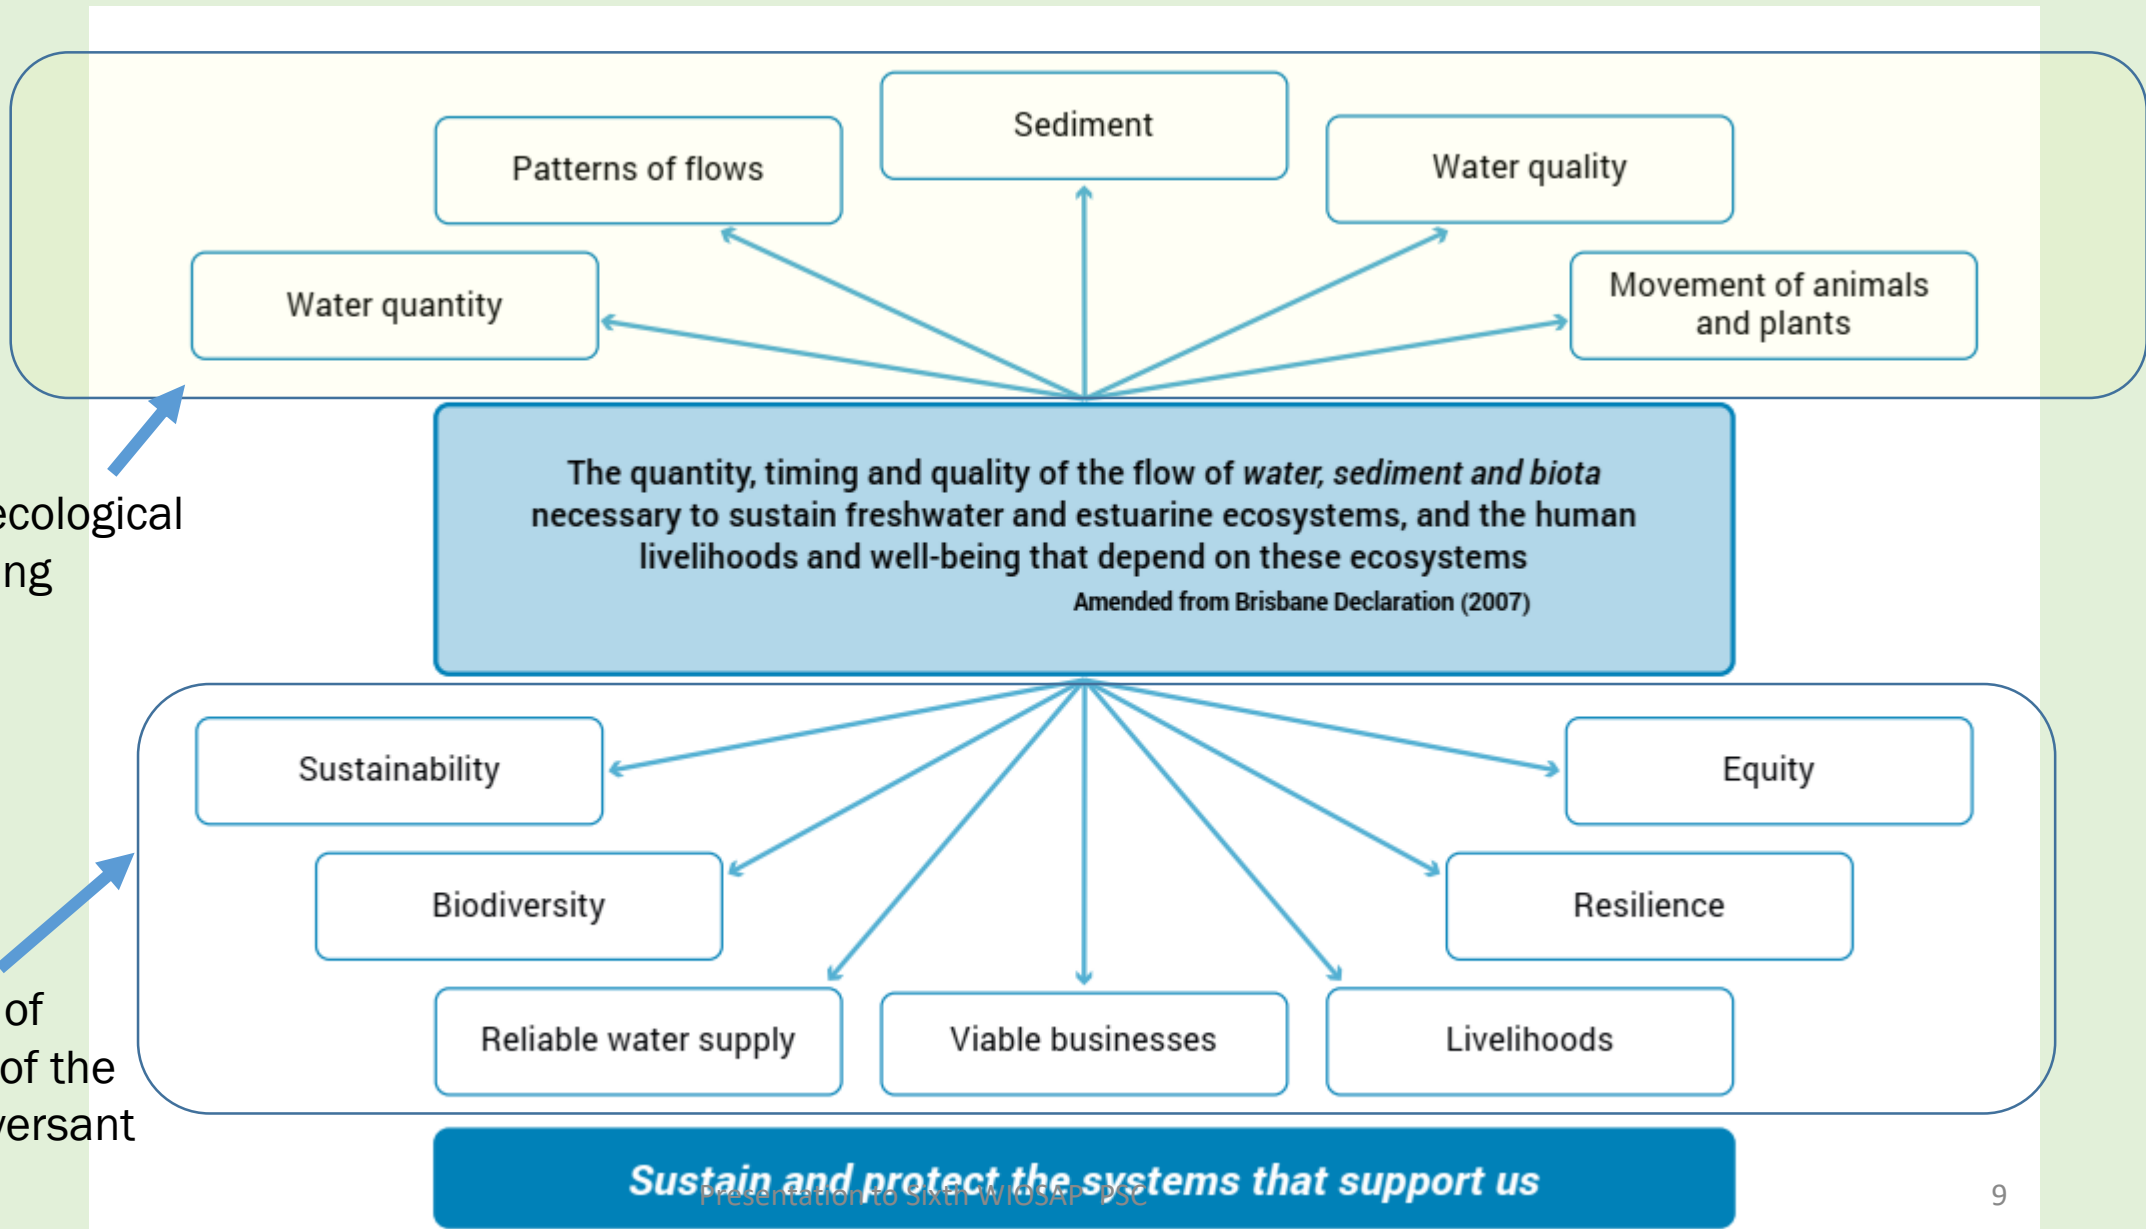 Sediment
Patterns of flows
Water quality
Water quantity
Movement of animals
and plants
The quantity, timing and quality of the flow of water, sediment and biota
necessary to sustain freshwater and estuarine ecosystems, and the human
livelihoods and well-being that depend on these ecosystems
Amended from Brisbane Declaration (2007)
ecological
ng
Sustainability
Equity
Biodiversity
Resilience
Reliable water supply
Viable businesses
Livelihoods
of
of the
versant
Sustain and protect the systems that support us
Presentation to Sixth WIOSAP PSC
9